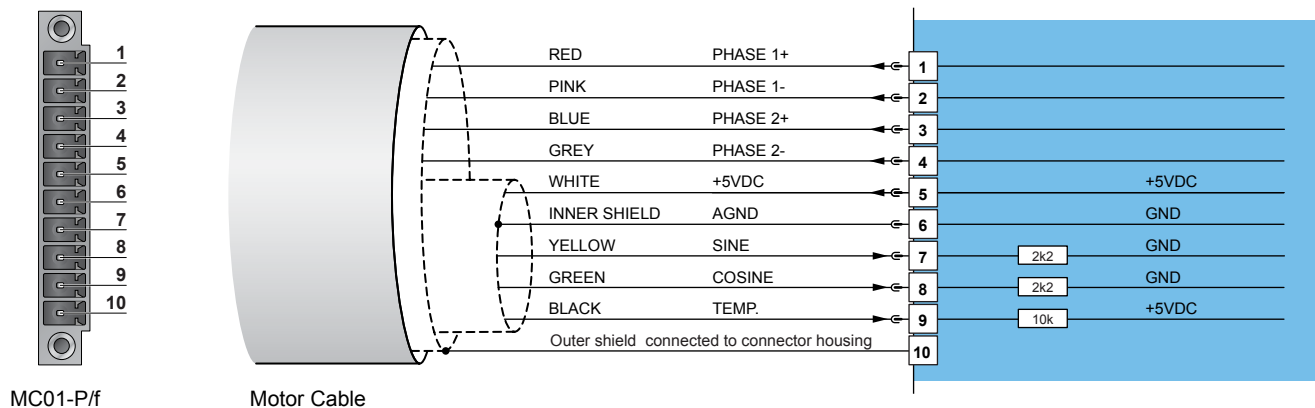 1
2
3
4
5
6
7
8
9
10
MC01-P/f
Motor Cable
RED PHASE 1+ 1
PINK PHASE 1- 2
BLUE PHASE 2+ 3
GREY PHASE 2- 4
WHITE +5VDC 5 +5VDC
INNER SHIELD AGND 6 GND
YELLOW SINE 7 2k2 GND
GREEN COSINE 8 2k2 GND
BLACK TEMP. 9 10k +5VDC
Outer shield connected to connector housing 10